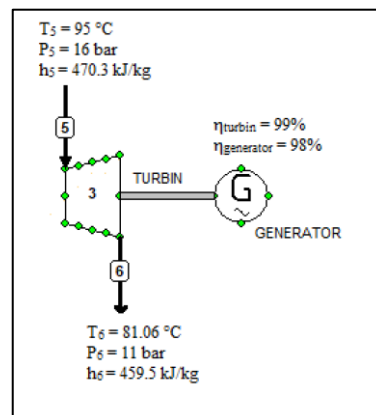 T5 = 95 °C
P5 = 16 bar
h5 = 470.3 kJ/kg
5
ηturbin = 99%
ηgenerator = 98%
3
TURBIN
G
~
GENERATOR
6
T6 = 81.06 °C
P6 = 11 bar
h6 = 459.5 kJ/kg